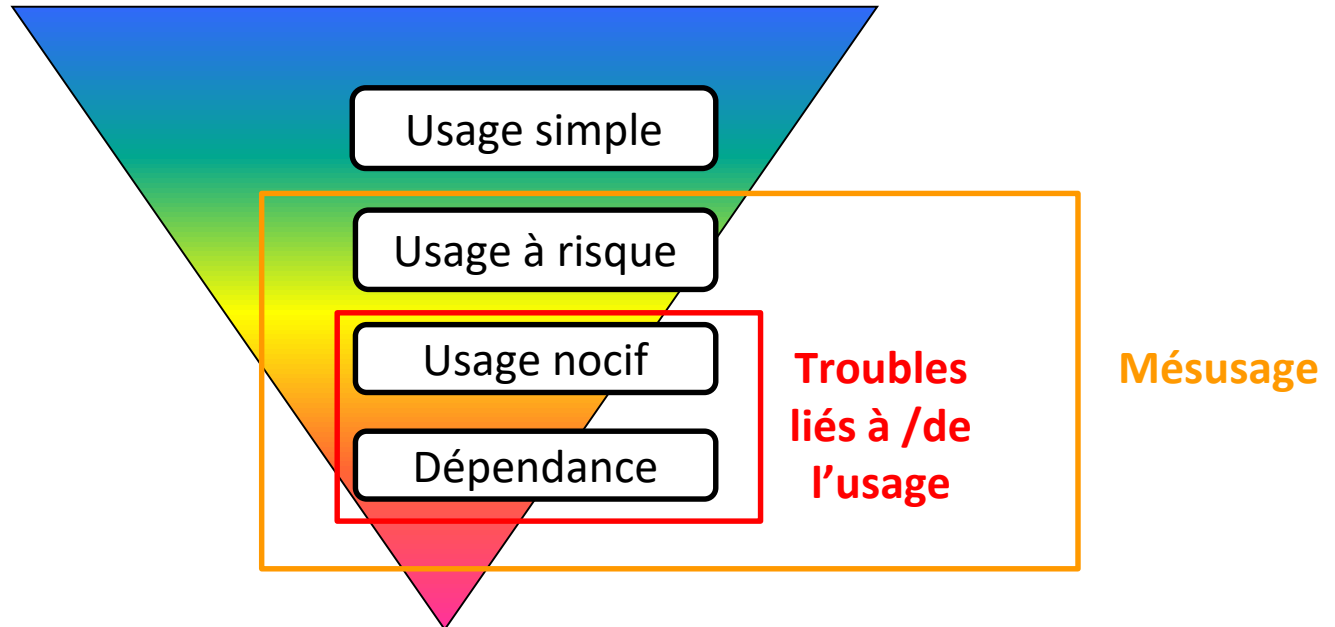 Usage simple
Usage à risque
Usage nocif
Dépendance
Troubles
liés à /de
l’usage
Mésusage